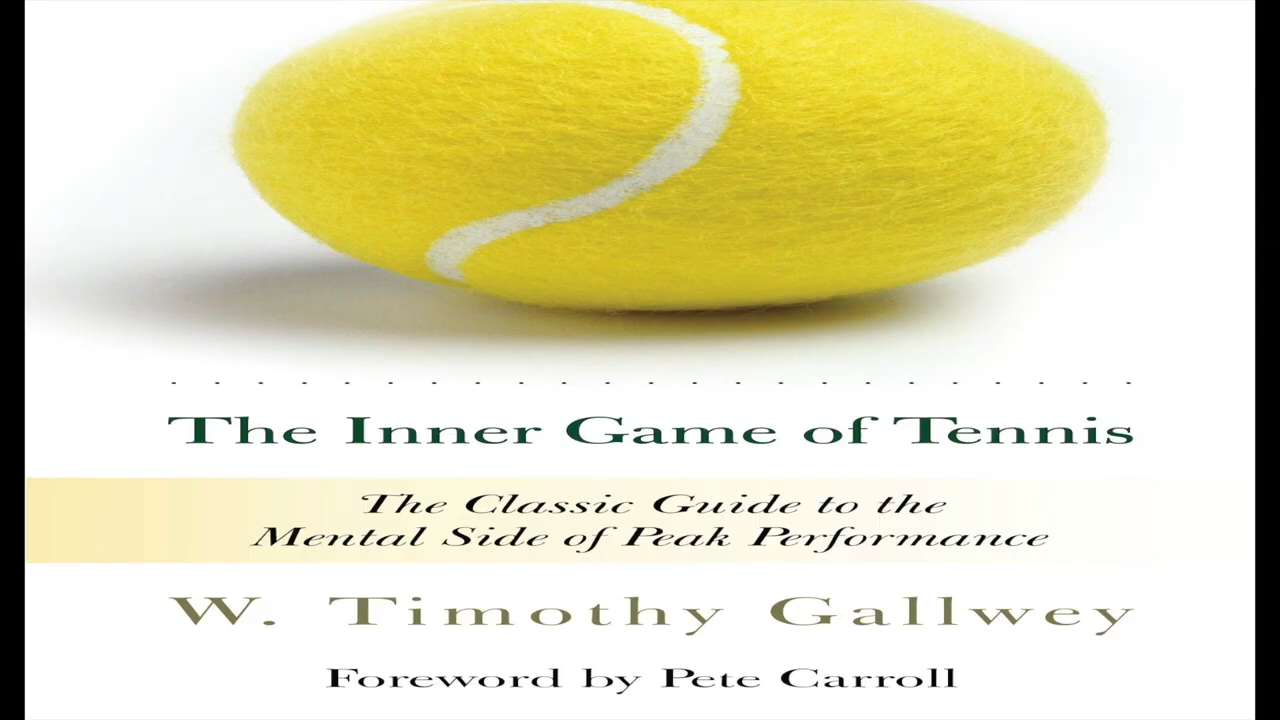 The Inner Game of Tennis
The Classic Guide to the
Mental Side of Peak Performance
W. Timothy Gallwey
Foreword by Pete Carroll